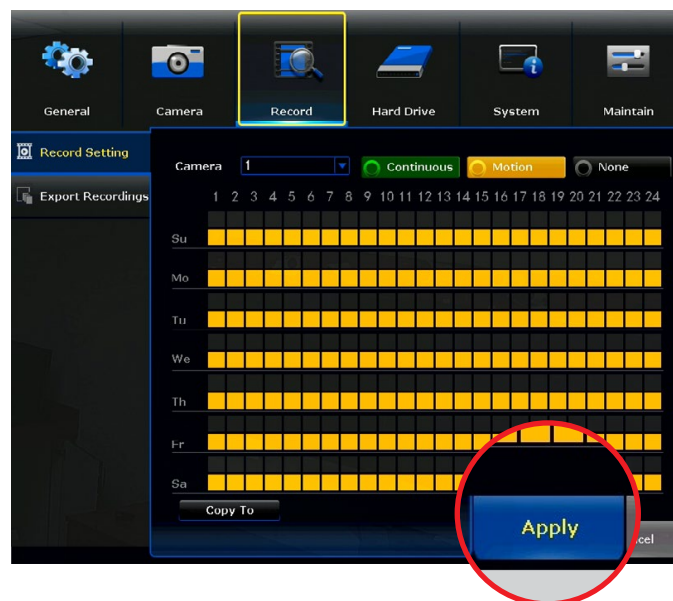 General Camera Record Hard Drive System Maintain
Record Setting
Export Recordings
Camera 1 Continuous Motion None
1 2 3 4 5 6 7 8 9 10 11 12 13 14 15 16 17 18 19 20 21 22 23 24
Su
Mo
Tu
We
Th
Fr
Sa
Copy To
Apply
cel